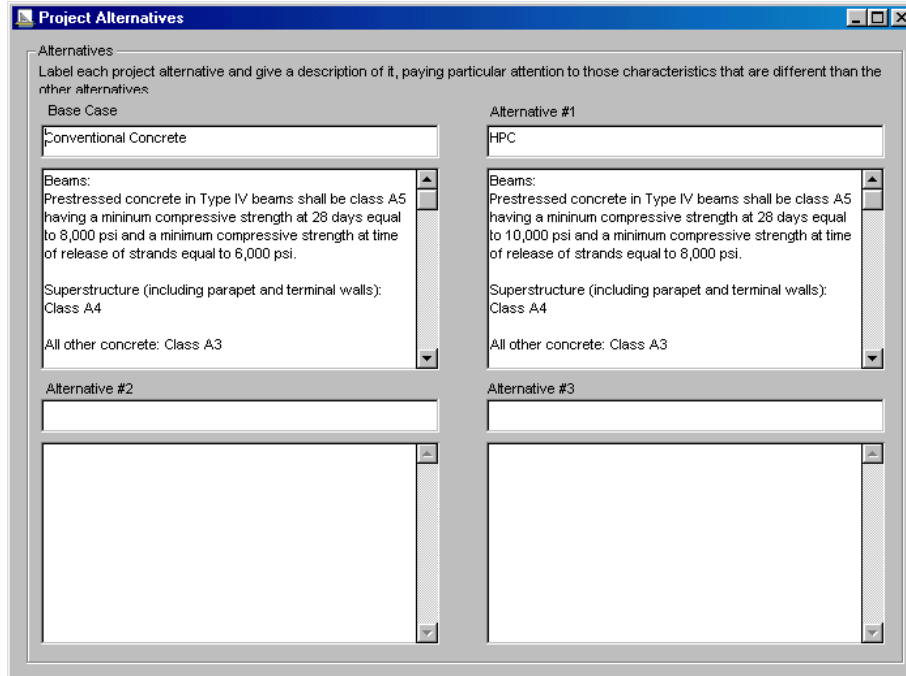 Project Alternatives
Alternatives
Label each project alternative and give a description of it, paying particular attention to those characteristics that are different than the
other alternatives
Base Case
Conventional Concrete
Beams:
Prestressed concrete in Type IV beams shall be class A5
having a mininum compressive strength at 28 days equal
to 8,000 psi and a minimum compressive strength at time
of release of strands equal to 6,000 psi.
Superstructure (including parapet and terminal walls):
Class A4
All other concrete: Class A3
Alternative #1
HPC
Beams:
Prestressed concrete in Type IV beams shall be class A5
having a mininum compressive strength at 28 days equal
to 10,000 psi and a minimum compressive strength at time
of release of strands equal to 8,000 psi.
Superstructure (including parapet and terminal walls):
Class A4
All other concrete: Class A3
Alternative #2
Alternative #3